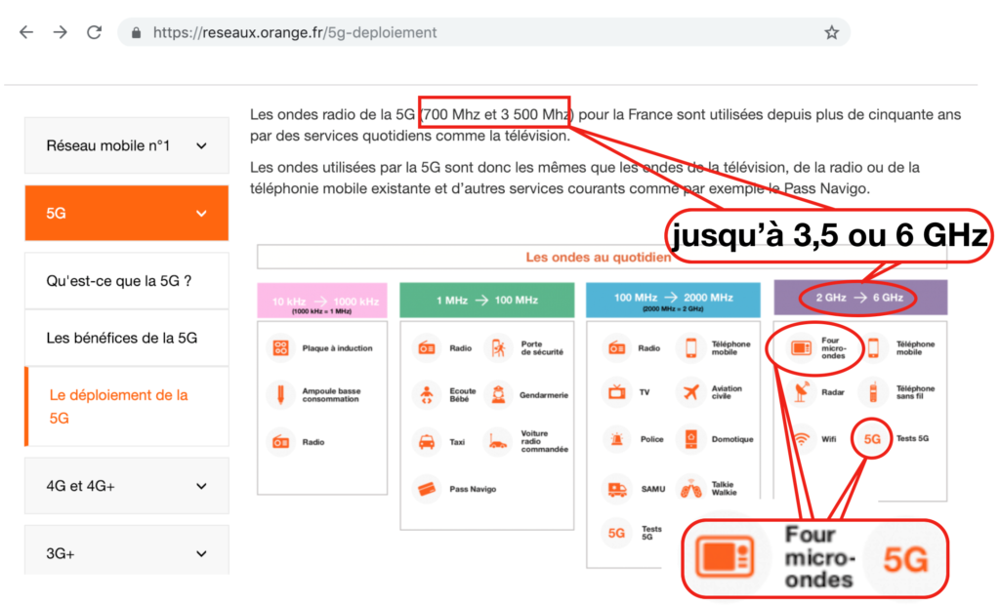 https://reseaux.orange.fr/5g-deploiement
Réseau mobile n°1
5G
Qu'est-ce que la 5G ?
Les bénéfices de la 5G
Le déploiement de la
5G
4G et 4G+
3G+
Les ondes radio de la 5G (700 Mhz et 3 500 Mhz) pour la France sont utilisées depuis plus de cinquante ans
par des services quotidiens comme la télévision.
Les ondes utilisées par la 5G sont donc les mêmes que les ondes de la télévision, de la radio ou de la
téléphonie mobile existante et d'autres services courants comme par exemple le Pass Navigo.
jusqu'à 3,5 ou 6 GHz
Les ondes au quotidien
10 kHz → 1000 kHz
(1000 kHz = 1 MHz)
Plaque à induction
Ampoule basse
consommation
Radio
1 MHz → 100 MHz
Radio
Porte
de sécurité
Ecoute
Bébé
Gendarmerie
Taxi
Voiture
radio
commandée
Pass Navigo
100 MHz → 2000 MHz
(2000 MHz = 2 GHz)
Radio
Téléphone
mobile
TV
Aviation
civile
Police
Domotique
SAMU
Talkie
Walkie
5G
Tests
5G
2 GHz → 6 GHz
Four
micro-
ondes
Téléphone
mobile
Radar
Téléphone
sans fil
Wifi
5G
Tests 5G
Four
micro-
ondes
5G